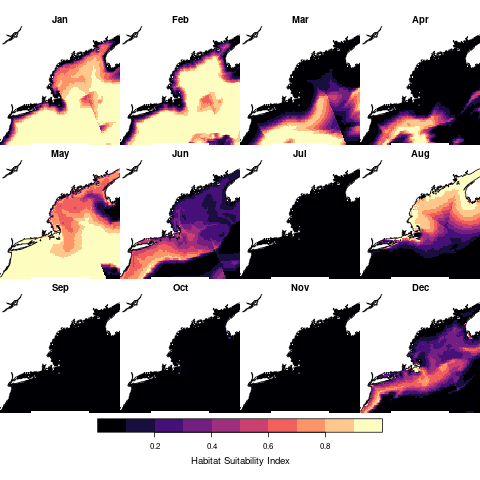 Jan Feb Mar Apr
May Jun Jul Aug
Sep Oct Nov Dec
0.2 0.4 0.6 0.8
Habitat Suitability Index